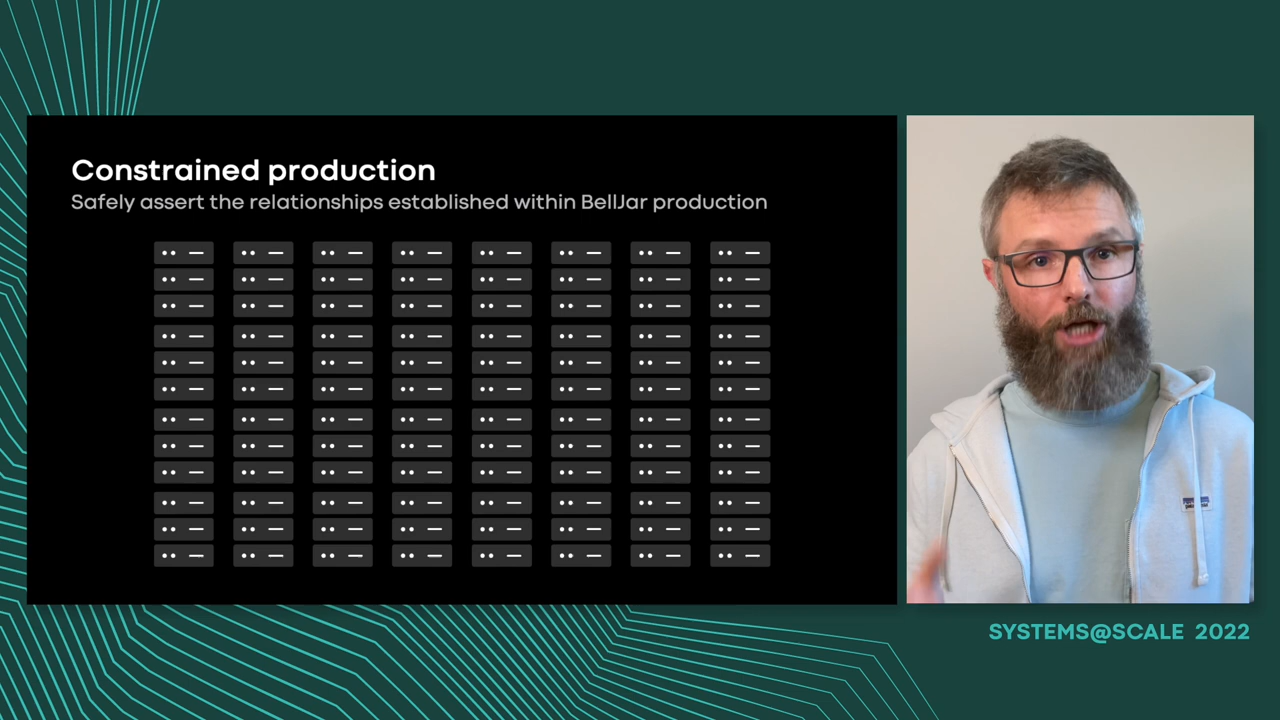 Constrained production
Safely assert the relationships established within BellJar production
SYSTEMS@SCALE 2022